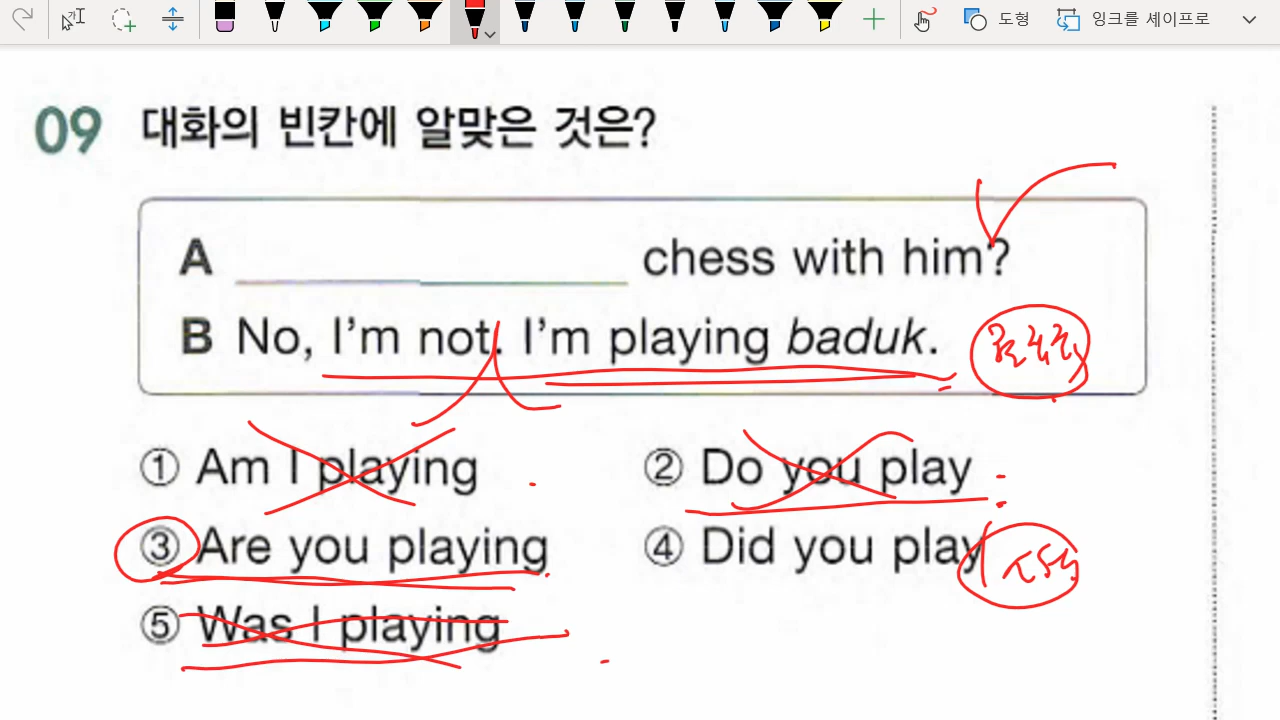 가
도형
잉크를 셰이프로
09 대화의 빈칸에 알맞은 것은?
A ____________ chess with him?
B No, I'm not. I'm playing baduk.
① Am I playing ② Do you play
③ Are you playing ④ Did you play
⑤ Was I playing